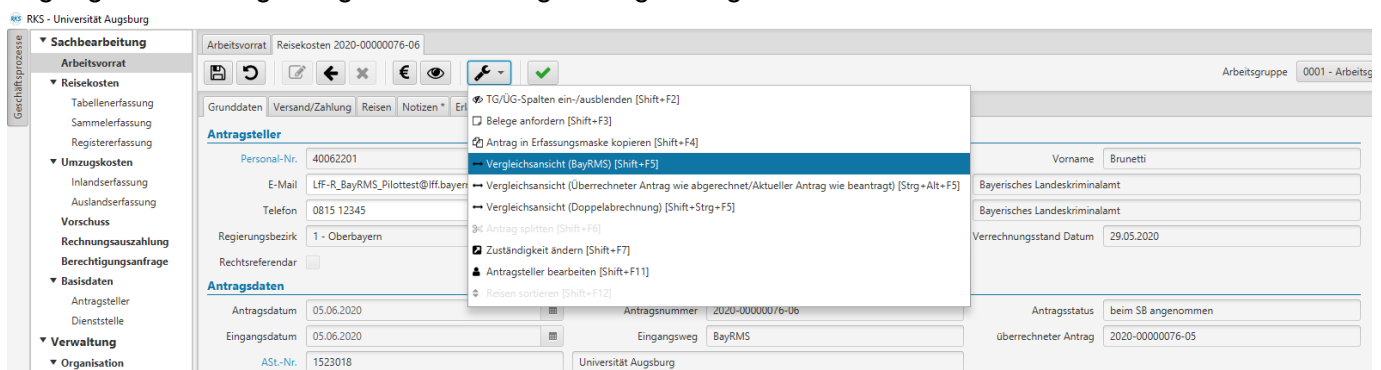 RKS RKS - Universität Augsburg
Geschäftsprozesse
Sachbearbeitung
Arbeitsvorrat
Reisekosten
Tabellenerfassung
Sammelerfassung
Registererfassung
Umzugskosten
Inlandserfassung
Auslandserfassung
Vorschuss
Rechnungsauszahlung
Berechtigungsanfrage
Basisdaten
Antragsteller
Dienststelle
Verwaltung
Organisation
Arbeitsvorrat Reisekosten 2020-00000076-06
Arbeitsgruppe 0001 - Arbeitsg
Grunddaten Versand/Zahlung Reisen Notizen * Erl
TG/ÜG-Spalten ein-/ausblenden [Shift+F2]
Belege anfordern [Shift+F3]
Antrag in Erfassungsmaske kopieren [Shift+F4]
Vergleichsansicht (BayRMS) [Shift+F5]
Vergleichsansicht (Überrechneter Antrag wie abgerechnet/Aktueller Antrag wie beantragt) [Strg+Alt+F5]
Vergleichsansicht (Doppelabrechnung) [Shift+Strg+F5]
Antrag splitten [Shift+F6]
Zuständigkeit ändern [Shift+F7]
Antragsteller bearbeiten [Shift+F11]
Reisen sortieren [Shift+F12]
Antragsteller
Personal-Nr. 40062201 Vorname Brunetti
E-Mail LfF-R_BayRMS_Pilottest@lff.bayern Bayerisches Landeskriminalamt
Telefon 0815 12345 Bayerisches Landeskriminalamt
Regierungsbezirk 1 - Oberbayern Verrechnungsstand Datum 29.05.2020
Rechtsreferendar
Antragsdaten
Antragsdatum 05.06.2020 Antragsnummer 2020-00000076-06 Antragsstatus beim SB angenommen
Eingangsdatum 05.06.2020 Eingangsweg BayRMS überrechneter Antrag 2020-00000076-05
ASt.-Nr. 1523018 Universität Augsburg